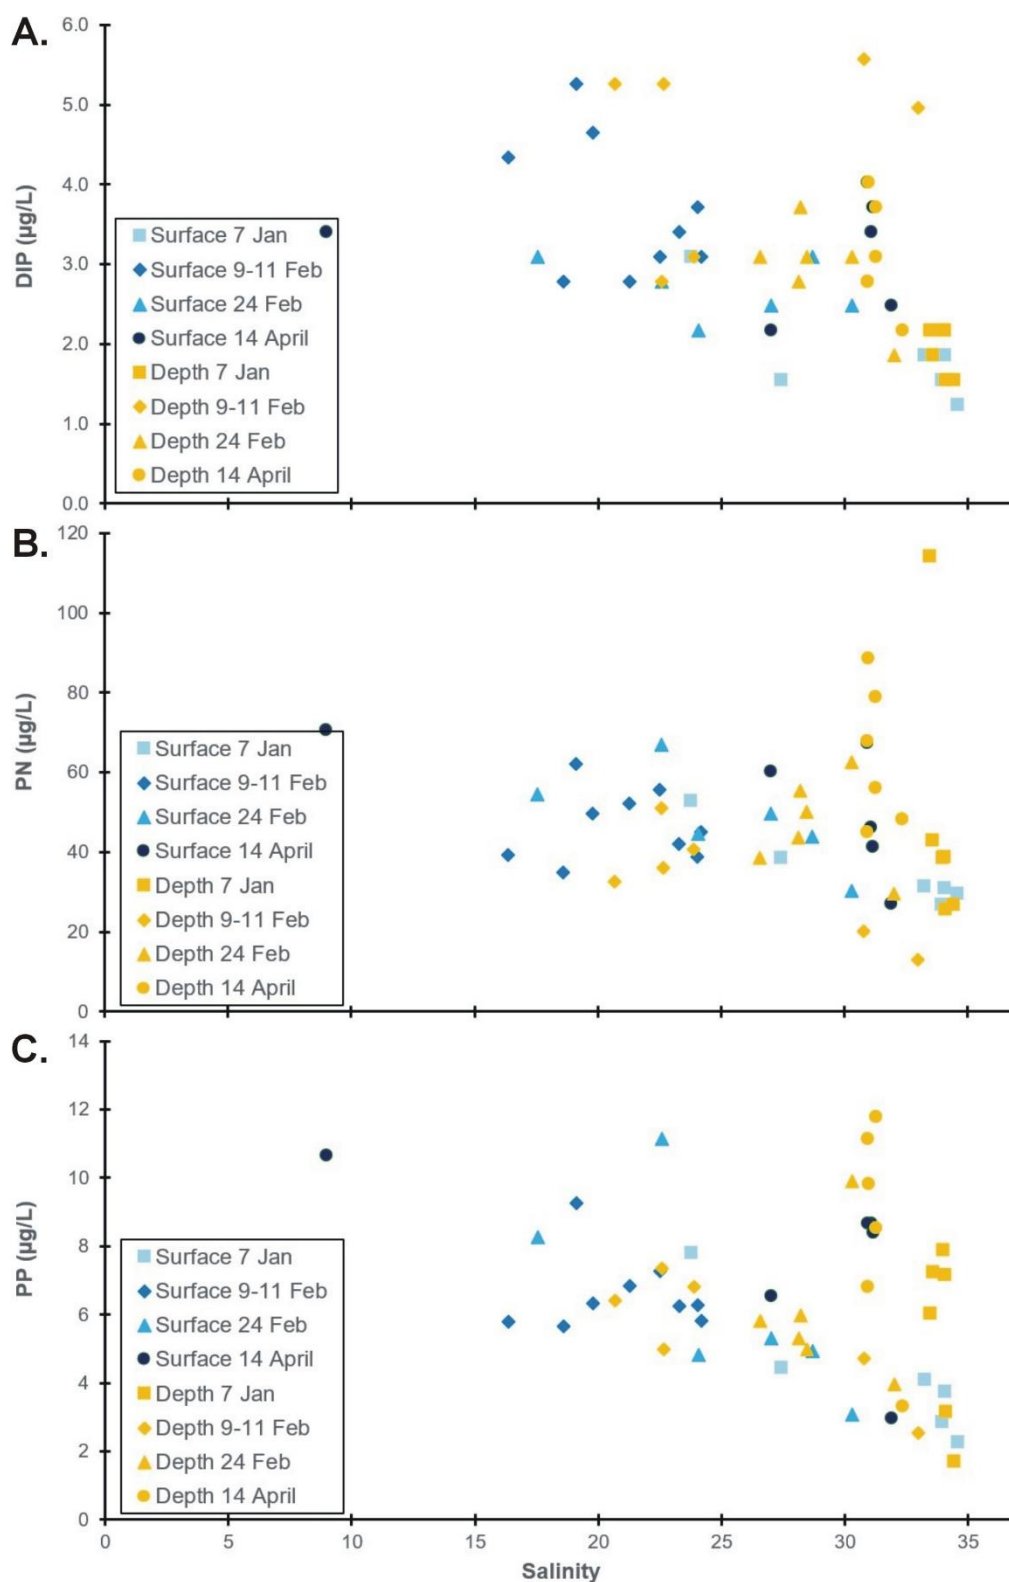 A.
6.0
5.0
4.0
3.0
2.0
1.0
0.0
DIP (µg/L)
Surface 7 Jan
Surface 9-11 Feb
Surface 24 Feb
Surface 14 April
Depth 7 Jan
Depth 9-11 Feb
Depth 24 Feb
Depth 14 April
B.
120
100
80
60
40
20
0
PN (µg/L)
Surface 7 Jan
Surface 9-11 Feb
Surface 24 Feb
Surface 14 April
Depth 7 Jan
Depth 9-11 Feb
Depth 24 Feb
Depth 14 April
C.
14
12
10
8
6
4
2
0
PP (µg/L)
Surface 7 Jan
Surface 9-11 Feb
Surface 24 Feb
Surface 14 April
Depth 7 Jan
Depth 9-11 Feb
Depth 24 Feb
Depth 14 April
0 5 10 15 20 25 30 35
Salinity